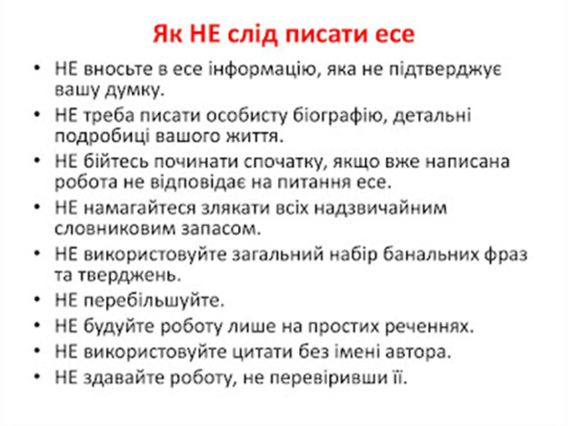 Як НЕ слід писати есе
• НЕ вносьте в есе інформацію, яка не підтверджує
вашу думку.
• НЕ треба писати особисту біографію, детальні
подробиці вашого життя.
• НЕ бійтесь починати спочатку, якщо вже написана
робота не відповідає на питання есе.
• НЕ намагайтеся злякати всіх надзвичайним
словниковим запасом.
• НЕ використовуйте загальний набір банальних фраз
та тверджень.
• НЕ перебільшуйте.
• НЕ будуйте роботу лише на простих реченнях.
• НЕ використовуйте цитати без імені автора.
• НЕ здавайте роботу, не перевіривши її.